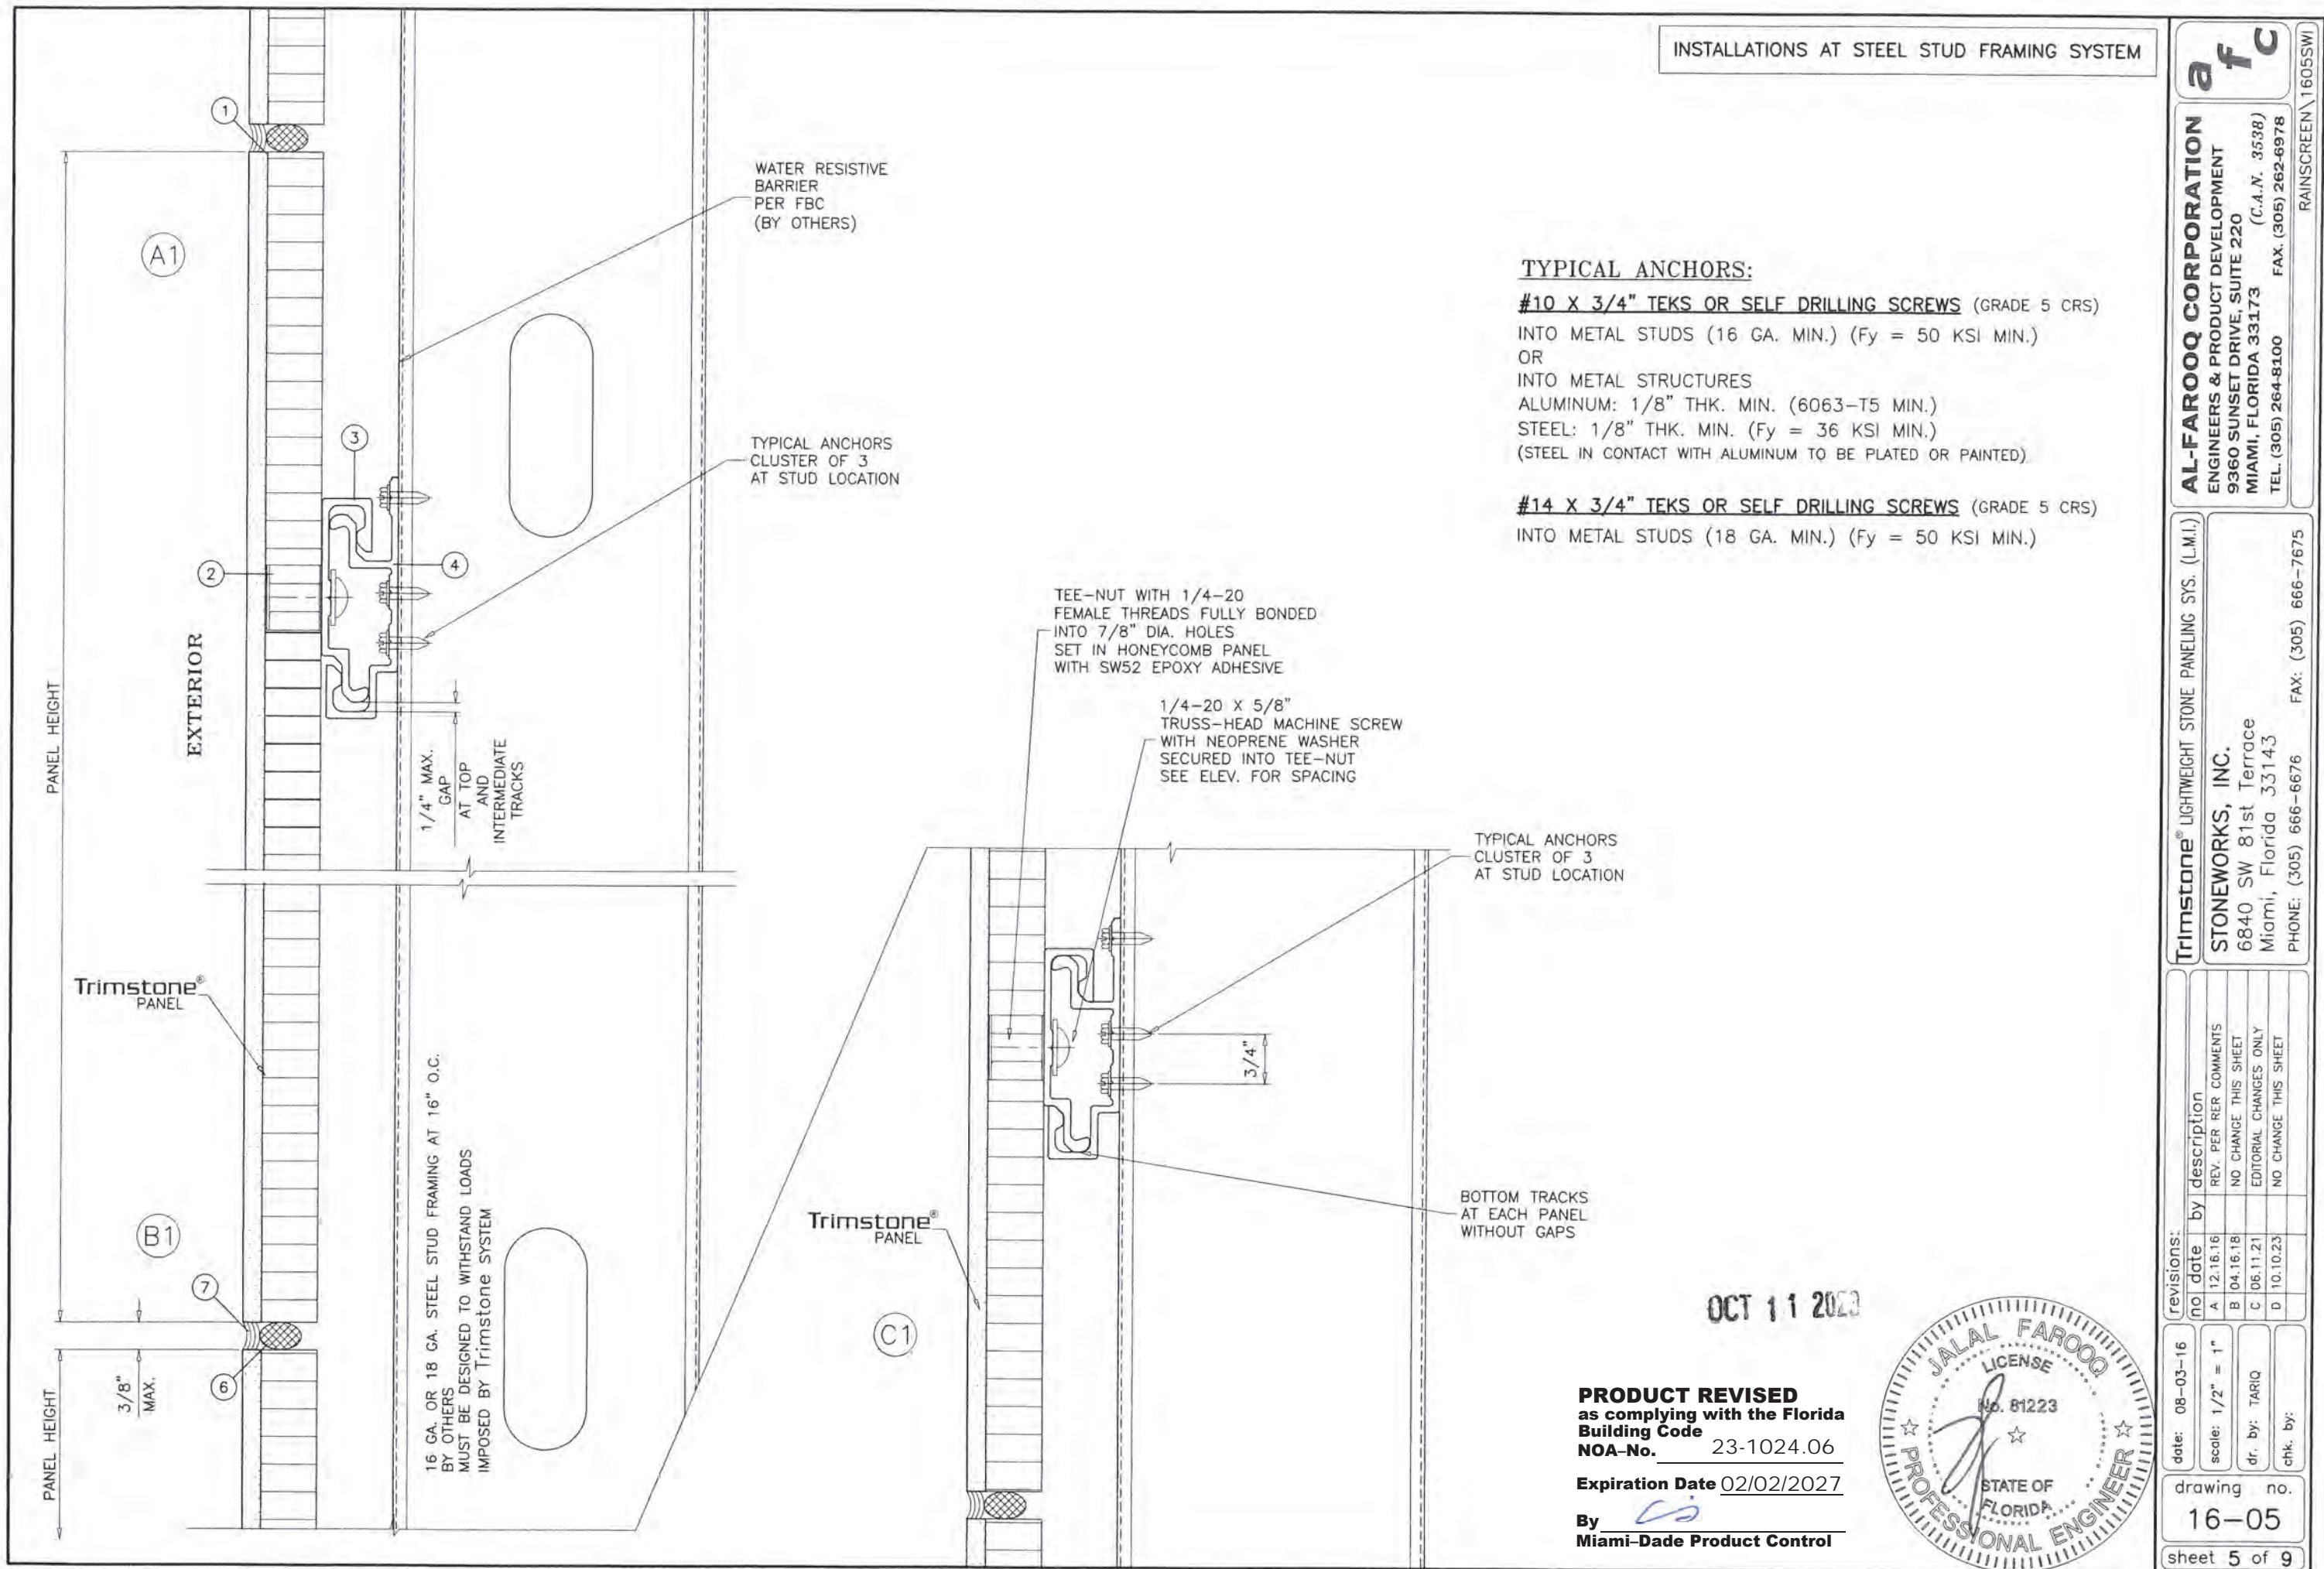 INSTALLATIONS AT STEEL STUD FRAMING SYSTEM
1
A1
WATER RESISTIVE
BARRIER
PER FBC
(BY OTHERS)
TYPICAL ANCHORS
CLUSTER OF 3
AT STUD LOCATION
3
4
2
EXTERIOR
PANEL HEIGHT
1/4" MAX.
GAP
AT TOP
AND
INTERMEDIATE
TRACKS
Trimstone®
PANEL
B1
7
6
3/8"
MAX.
PANEL HEIGHT
16 GA. OR 18 GA. STEEL STUD FRAMING AT 16" O.C.
BY OTHERS
MUST BE DESIGNED TO WITHSTAND LOADS
IMPOSED BY Trimstone SYSTEM
TYPICAL ANCHORS:
#10 X 3/4" TEKS OR SELF DRILLING SCREWS (GRADE 5 CRS)
INTO METAL STUDS (16 GA. MIN.) (Fy = 50 KSI MIN.)
OR
INTO METAL STRUCTURES
ALUMINUM: 1/8" THK. MIN. (6063-T5 MIN.)
STEEL: 1/8" THK. MIN. (Fy = 36 KSI MIN.)
(STEEL IN CONTACT WITH ALUMINUM TO BE PLATED OR PAINTED)
#14 X 3/4" TEKS OR SELF DRILLING SCREWS (GRADE 5 CRS)
INTO METAL STUDS (18 GA. MIN.) (Fy = 50 KSI MIN.)
TEE-NUT WITH 1/4-20
FEMALE THREADS FULLY BONDED
INTO 7/8" DIA. HOLES
SET IN HONEYCOMB PANEL
WITH SW52 EPOXY ADHESIVE
1/4-20 X 5/8"
TRUSS-HEAD MACHINE SCREW
WITH NEOPRENE WASHER
SECURED INTO TEE-NUT
SEE ELEV. FOR SPACING
TYPICAL ANCHORS
CLUSTER OF 3
AT STUD LOCATION
3/4"
BOTTOM TRACKS
AT EACH PANEL
WITHOUT GAPS
Trimstone®
PANEL
C1
OCT 11 2023
PRODUCT REVISED
as complying with the Florida
Building Code
NOA-No. 23-1024.06
Expiration Date 02/02/2027
By
Miami-Dade Product Control
JALAL FAROOQ
LICENSE
No. 81223
STATE OF
FLORIDA
PROFESSIONAL ENGINEER
afc
RAINSCREEN\1605SWI
AL-FAROOQ CORPORATION
ENGINEERS & PRODUCT DEVELOPMENT
9360 SUNSET DRIVE, SUITE 220
MIAMI, FLORIDA 33173 (C.A.N. 3538)
TEL. (305) 264-8100 FAX. (305) 262-6978
Trimstone® LIGHTWEIGHT STONE PANELING SYS. (L.M.I.)
STONEWORKS, INC.
6840 SW 81st Terrace
Miami, Florida 33143
PHONE: (305) 666-6676 FAX: (305) 666-7675
revisions:
no date by description
A 12.16.16 REV. PER RER COMMENTS
B 04.16.18 NO CHANGE THIS SHEET
C 06.11.21 EDITORIAL CHANGES ONLY
D 10.10.23 NO CHANGE THIS SHEET
date: 08-03-16
scale: 1/2" = 1"
dr. by: TARIQ
chk. by:
drawing no.
16-05
sheet 5 of 9